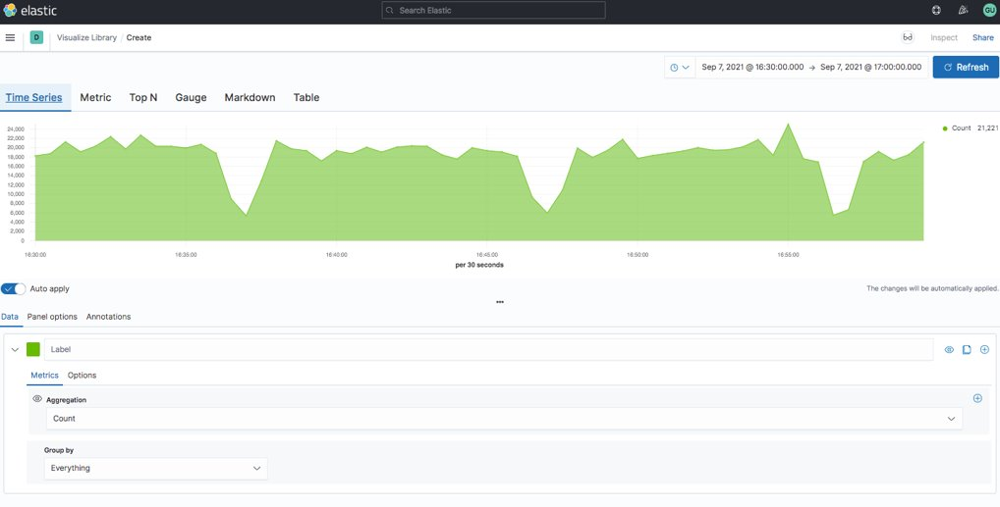 elastic Search Elastic GU
D Visualize Library / Create Inspect Share
Sep 7, 2021 @ 16:30:00.000 → Sep 7, 2021 @ 17:00:00.000 Refresh
Time Series Metric Top N Gauge Markdown Table
24,000
22,000
20,000
18,000
16,000
14,000
12,000
10,000
8,000
6,000
4,000
2,000
0
Count 21,221
16:30:00 16:35:00 16:40:00 16:45:00 16:50:00 16:55:00
per 30 seconds
Auto apply The changes will be automatically applied.
Data Panel options Annotations
Label
Metrics Options
Aggregation
Count
Group by
Everything